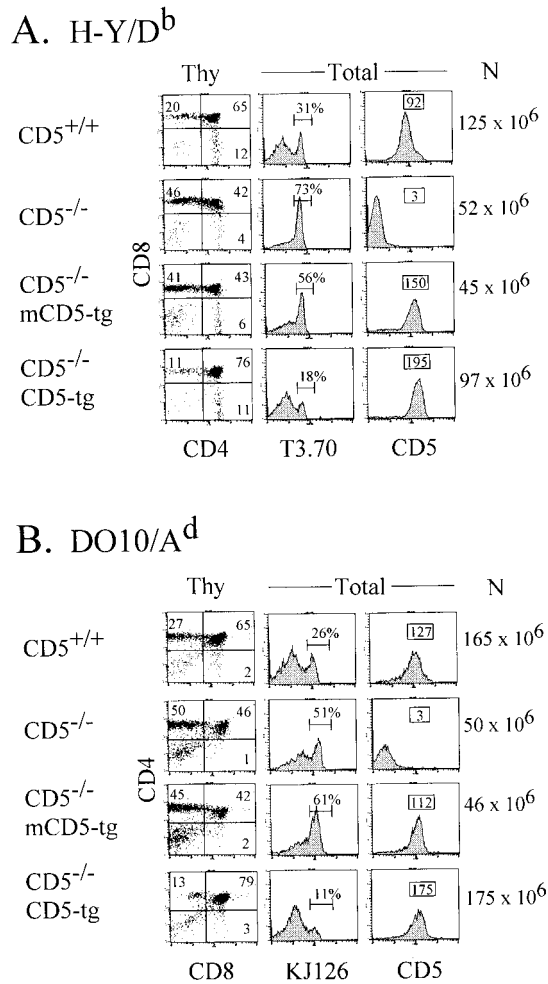 A. H-Y/D^b
Thy Total N
CD5+/+ 20 65 12 31% 92 125 x 10^6
CD5-/- 46 42 4 73% 3 52 x 10^6
CD8
CD5-/- mCD5-tg 41 43 6 56% 150 45 x 10^6
CD5-/- CD5-tg 11 76 11 18% 195 97 x 10^6
CD4 T3.70 CD5
B. DO10/A^d
Thy Total N
CD5+/+ 27 65 2 26% 127 165 x 10^6
CD5-/- 50 46 1 51% 3 50 x 10^6
CD4
CD5-/- mCD5-tg 45 42 2 61% 112 46 x 10^6
CD5-/- CD5-tg 13 79 3 11% 175 175 x 10^6
CD8 KJ126 CD5